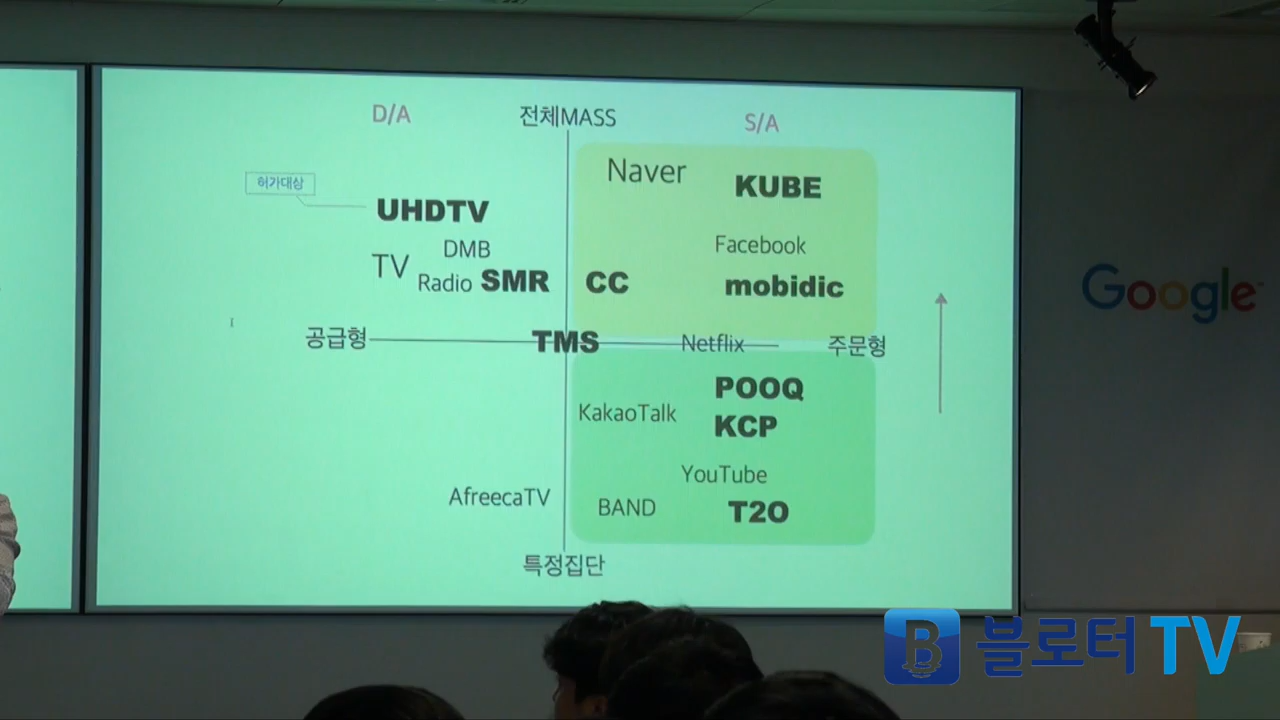 D/A
전체MASS
S/A
Naver
KUBE
허가대상
UHDTV
DMB
Facebook
TV
Radio
SMR
CC
mobidic
Google
공급형
TMS
Netflix
주문형
POOQ
KakaoTalk
KCP
YouTube
AfreecaTV
BAND
T2O
특정집단
B 블로터TV